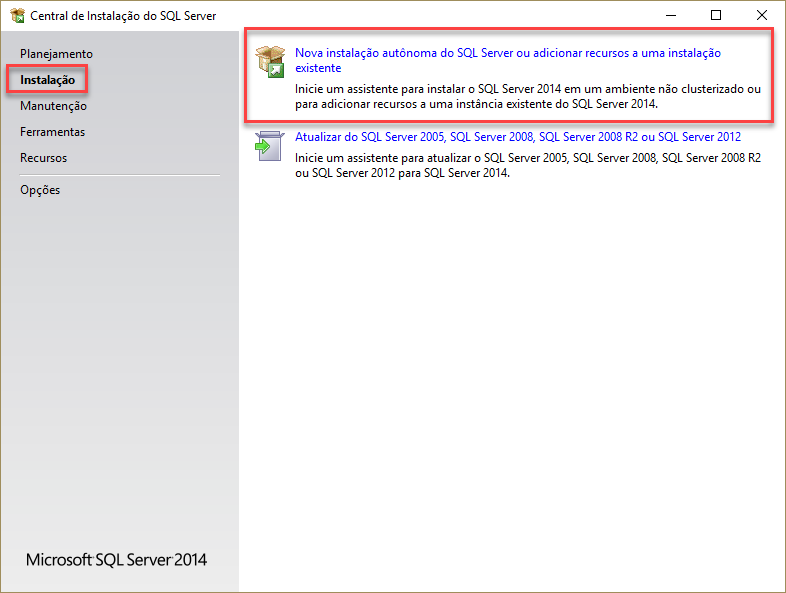 Central de Instalação do SQL Server
Planejamento
Instalação
Manutenção
Ferramentas
Recursos
Opções
Nova instalação autônoma do SQL Server ou adicionar recursos a uma instalação
existente
Inicie um assistente para instalar o SQL Server 2014 em um ambiente não clusterizado ou
para adicionar recursos a uma instância existente do SQL Server 2014.
Atualizar do SQL Server 2005, SQL Server 2008, SQL Server 2008 R2 ou SQL Server 2012
Inicie um assistente para atualizar o SQL Server 2005, SQL Server 2008, SQL Server 2008 R2
ou SQL Server 2012 para SQL Server 2014.
Microsoft SQL Server 2014